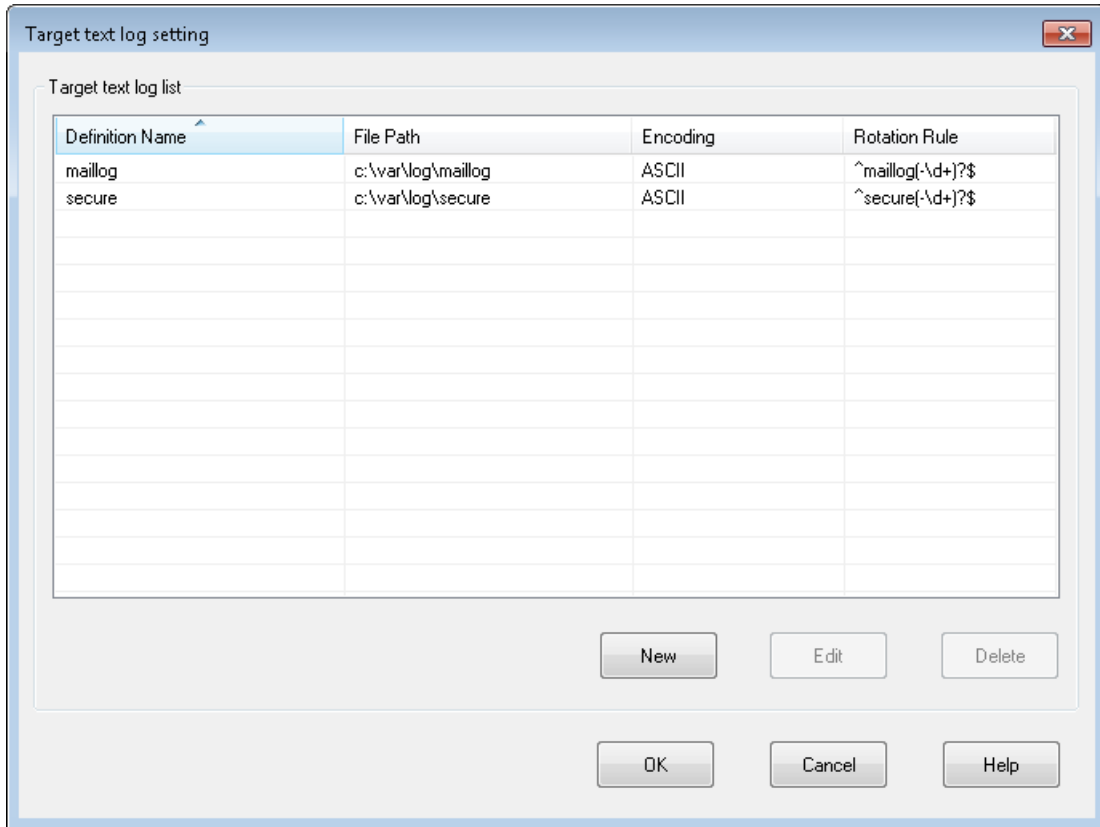 Target text log setting
Target text log list
Definition Name File Path Encoding Rotation Rule
maillog c:\var\log\maillog ASCII ^maillog(-\d+)?$
secure c:\var\log\secure ASCII ^secure(-\d+)?$
New Edit Delete
OK Cancel Help